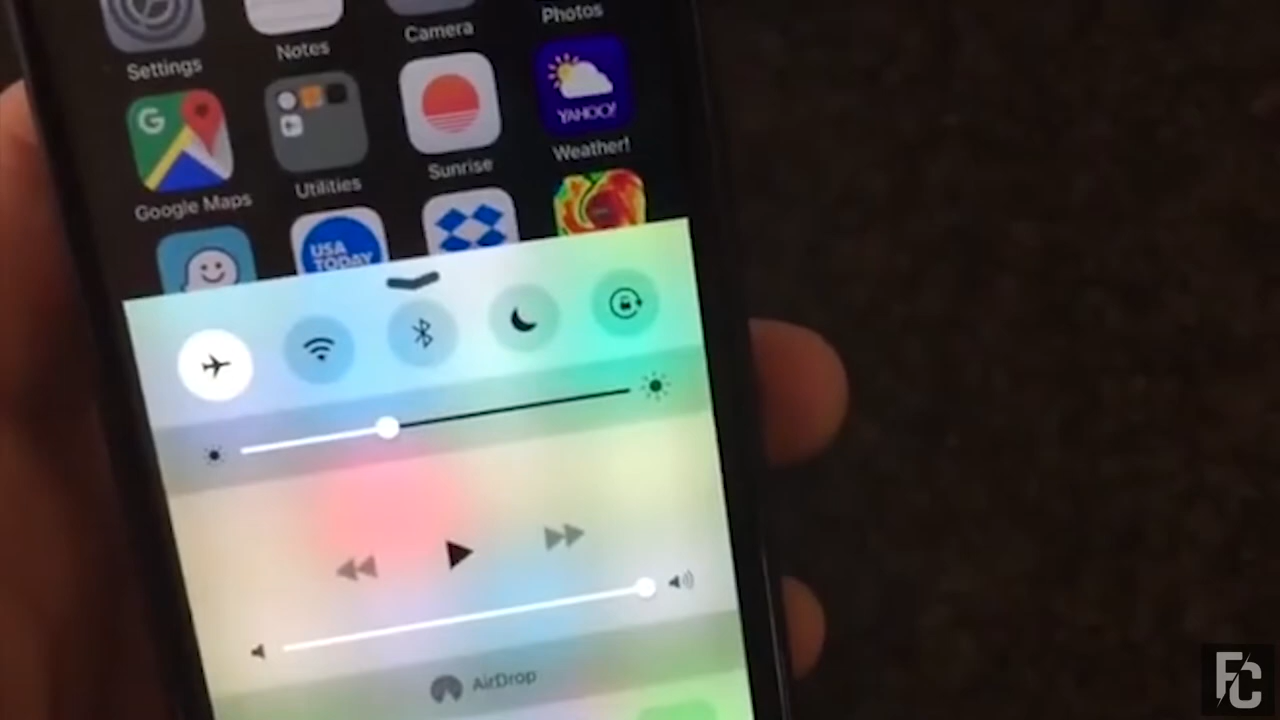 Settings
Notes
Camera
Photos
G
YAHOO!
Google Maps
Utilities
Sunrise
Weather!
USA
TODAY
AirDrop
FC